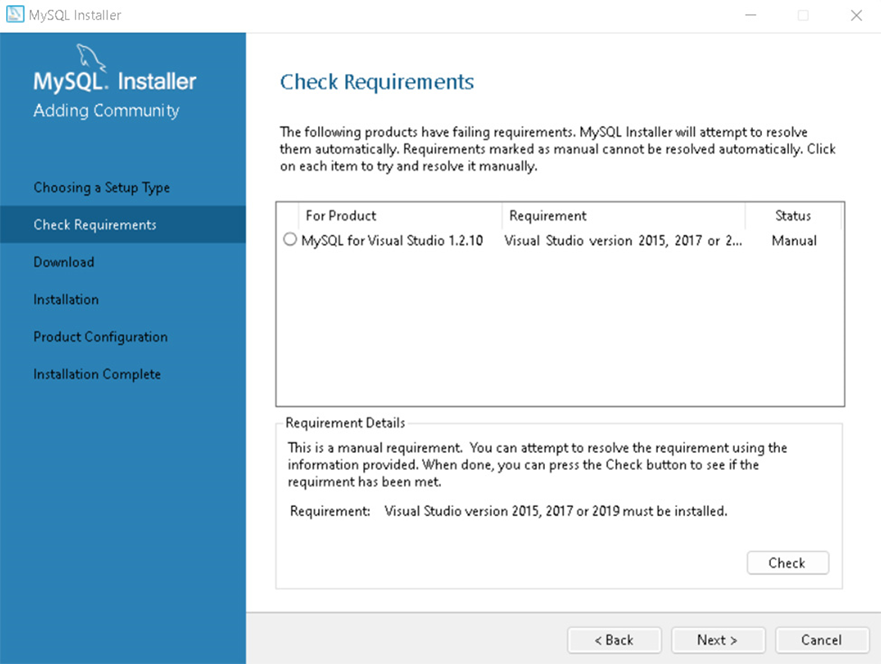 MySQL Installer
MySQL. Installer
Adding Community
Choosing a Setup Type
Check Requirements
Download
Installation
Product Configuration
Installation Complete
Check Requirements
The following products have failing requirements. MySQL Installer will attempt to resolve
them automatically. Requirements marked as manual cannot be resolved automatically. Click
on each item to try and resolve it manually.
For Product Requirement Status
MySQL for Visual Studio 1.2.10 Visual Studio version 2015, 2017 or 2... Manual
Requirement Details
This is a manual requirement. You can attempt to resolve the requirement using the
information provided. When done, you can press the Check button to see if the
requirment has been met.
Requirement: Visual Studio version 2015, 2017 or 2019 must be installed.
Check
< Back Next > Cancel